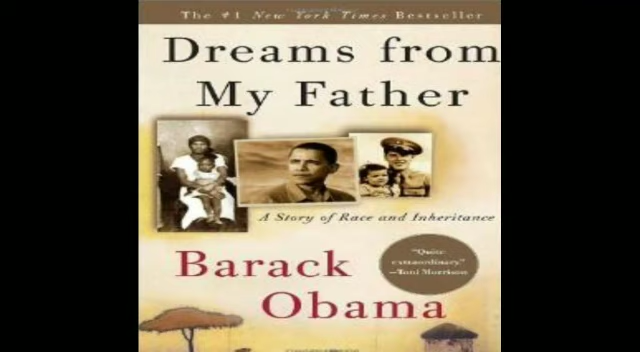 The #1 New York Times Bestseller
Dreams from
My Father
A Story of Race and Inheritance
Barack
Obama
"Quite
extraordinary."
—Toni Morrison